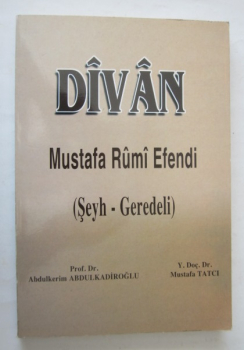 DÎVÂN
Mustafa Rûmî Efendi
(Şeyh - Geredeli)
Prof. Dr.
Abdulkerim ABDULKADİROĞLU
Y. Doç. Dr.
Mustafa TATCI